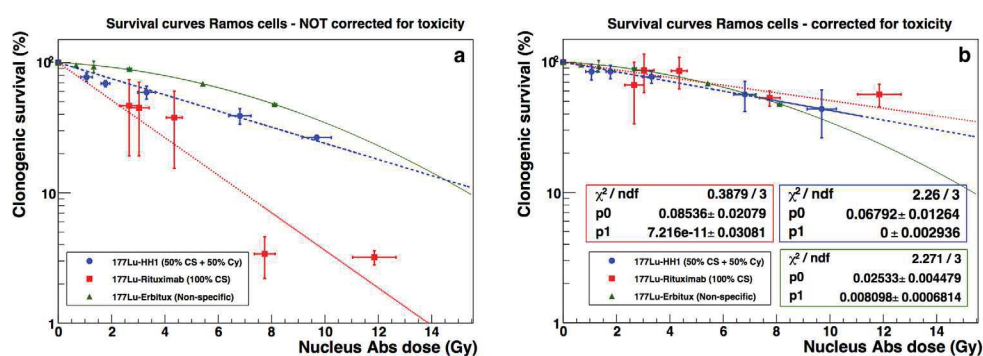 Survival curves Ramos cells - NOT corrected for toxicity
Clonogenic survival (%)
10²
10
1
a
177Lu-HH1 (50% CS + 50% Cy)
177Lu-Rituximab (100% CS)
177Lu-Erbitux (Non-specific)
0 2 4 6 8 10 12 14
Nucleus Abs dose (Gy)
Survival curves Ramos cells - corrected for toxicity
Clonogenic survival (%)
10²
10
1
b
χ² / ndf 0.3879 / 3
p0 0.08536± 0.02079
p1 7.216e-11± 0.03081
χ² / ndf 2.26 / 3
p0 0.06792± 0.01264
p1 0± 0.002936
177Lu-HH1 (50% CS + 50% Cy)
177Lu-Rituximab (100% CS)
177Lu-Erbitux (Non-specific)
χ² / ndf 2.271 / 3
p0 0.02533± 0.004479
p1 0.008098± 0.0006814
0 2 4 6 8 10 12 14
Nucleus Abs dose (Gy)